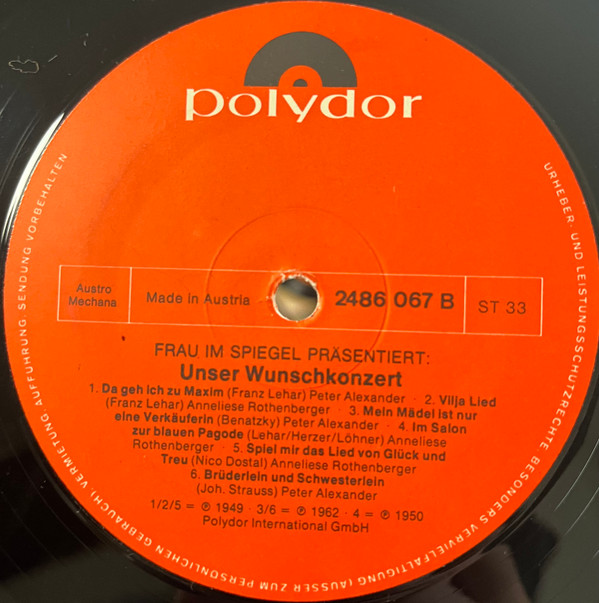 polydor
Austro
Mechana
Made in Austria
2486 067 B
ST 33
FRAU IM SPIEGEL PRÄSENTIERT:
Unser Wunschkonzert
1. Da geh ich zu Maxim (Franz Lehar) Peter Alexander · 2. Vilja Lied
(Franz Lehar) Anneliese Rothenberger · 3. Mein Mädel ist nur
eine Verkäuferin (Benatzky) Peter Alexander · 4. Im Salon
zur blauen Pagode (Lehar/Herzer/Löhner) Anneliese
Rothenberger · 5. Spiel mir das Lied von Glück und
Treu (Nico Dostal) Anneliese Rothenberger
6. Brüderlein und Schwesterlein
(Joh. Strauss) Peter Alexander
1/2/5 = ℗ 1949 · 3/6 = ℗ 1962 · 4 = ℗ 1950
Polydor International GmbH
URHEBER- UND LEISTUNGSSCHUTZRECHTE BESONDERS VERVIELFÄLTIGUNG (AUSSER ZUM PERSÖNLICHEN GEBRAUCH), VERMIETUNG, AUFFÜHRUNG, SENDUNG VORBEHALTEN